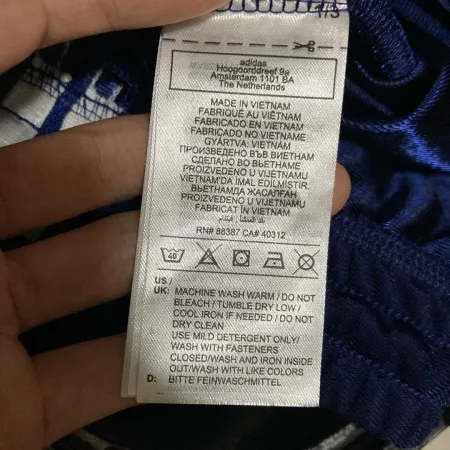 1/3
adidas
Hoogoorddreef 9a
Amsterdam 1101 BA
The Netherlands
MADE IN VIETNAM
FABRIQUÉ AU VIÊTNAM
FABRICADO EN VIETNAM
FABRICADO NO VIETNAME
GYÁRTVA: VIETNAM
ПРОИЗВЕДЕНО ВЪВ ВИЕТНАМ
СДЕЛАНО ВО ВЬЕТНАМЕ
PROIZVEDENO U VIJETNAMU
VIETNAM'DA İMAL EDİLMİŞTİR.
ВЬЕТНАМДА ЖАСАЛҒАН
PROIZVEDENO U VIJETNAMU
FABRICAT ÎN VIETNAM
RN# 88387 CA# 40312
40
US /
UK: MACHINE WASH WARM / DO NOT
BLEACH / TUMBLE DRY LOW /
COOL IRON IF NEEDED / DO NOT
DRY CLEAN
USE MILD DETERGENT ONLY/
WASH WITH FASTENERS
CLOSED/WASH AND IRON INSIDE
OUT/WASH WITH LIKE COLORS
D: BITTE FEINWASCHMITTEL